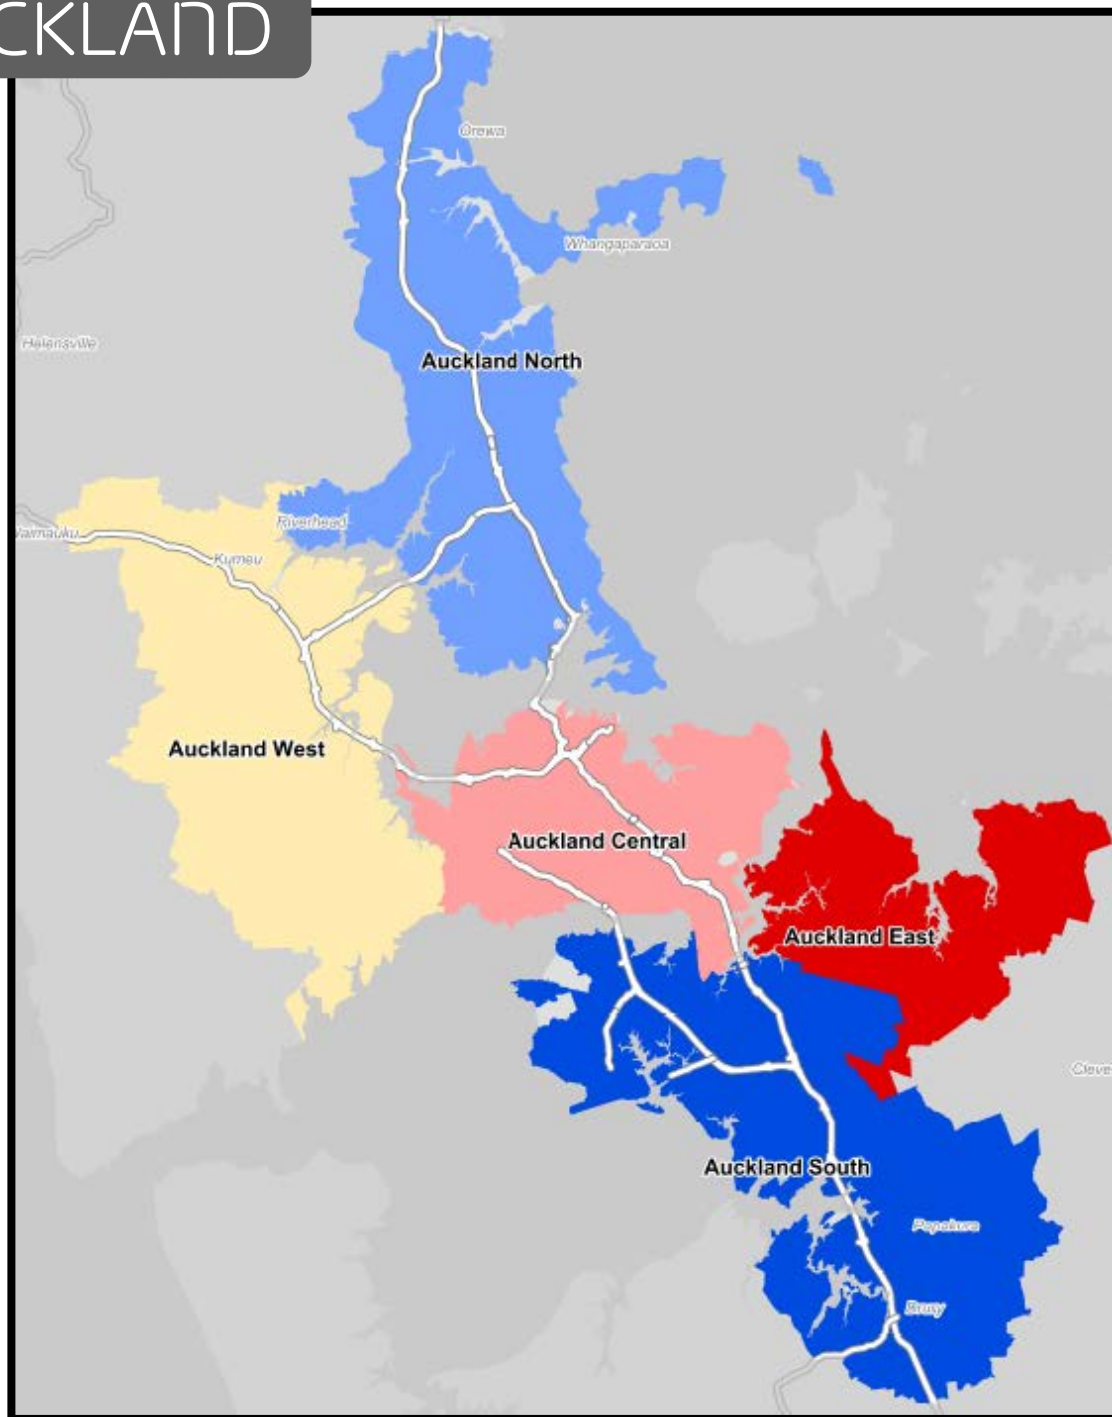 CKLAND
Orewa
Whangaparaoa
Helensville
Auckland North
Riverhead
Waimauku
Kumeu
Auckland West
Auckland Central
Auckland East
Cleve
Auckland South
Papakura
Drury